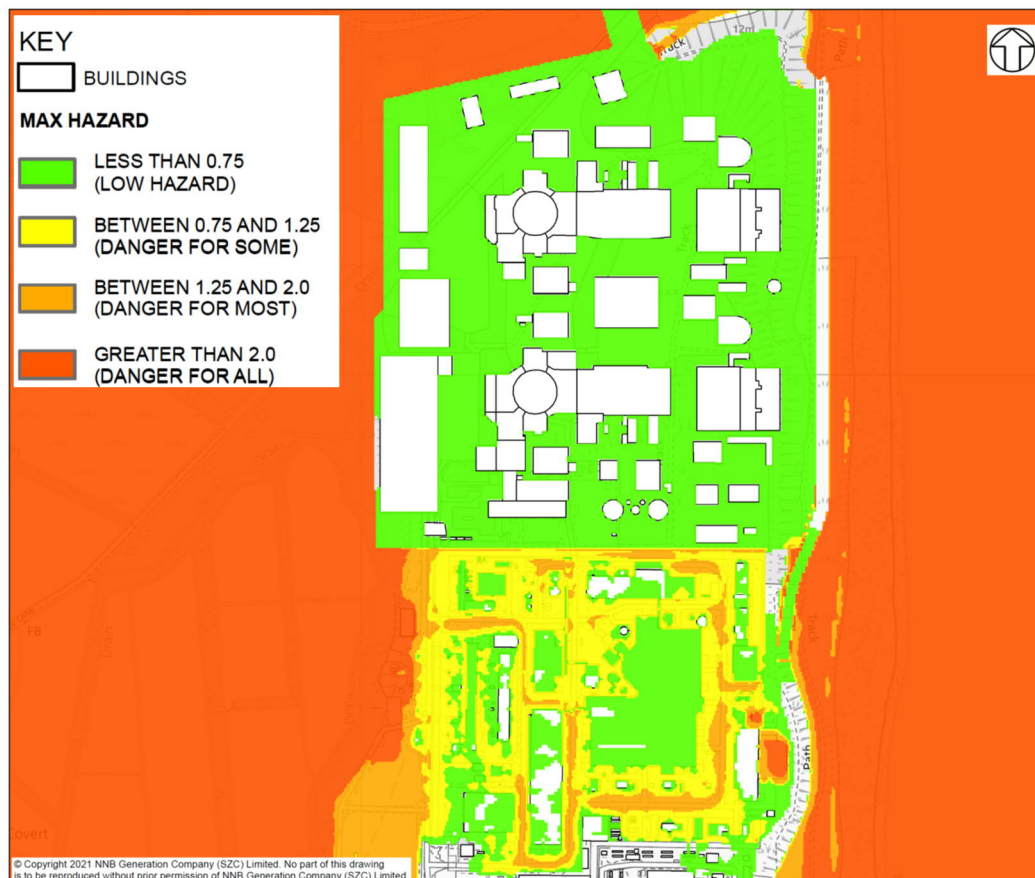 KEY
BUILDINGS
MAX HAZARD
LESS THAN 0.75
(LOW HAZARD)
BETWEEN 0.75 AND 1.25
(DANGER FOR SOME)
BETWEEN 1.25 AND 2.0
(DANGER FOR MOST)
GREATER THAN 2.0
(DANGER FOR ALL)
Track
12m
Path
Track
Drain
Drain
FB
Track
Path
Covert
© Copyright 2021 NNB Generation Company (SZC) Limited. No part of this drawing
is to be reproduced without prior permission of NNB Generation Company (SZC) Limited